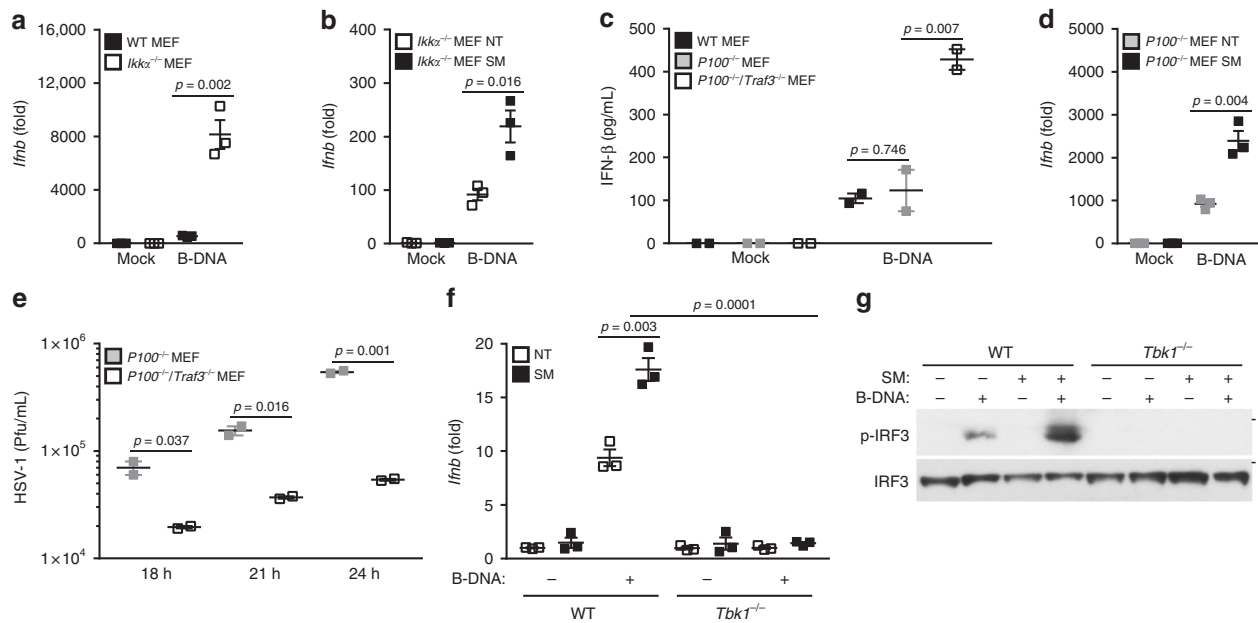 a
16,000
12,000
8000
4000
0
Ifnb (fold)
WT MEF
Ikkα–/– MEF
p = 0.002
Mock B-DNA
b
400
300
200
100
0
Ifnb (fold)
Ikkα–/– MEF NT
Ikkα–/– MEF SM
p = 0.016
Mock B-DNA
c
500
400
300
200
100
0
IFN-β (pg/mL)
WT MEF
P100–/– MEF
P100–/–/Traf3–/– MEF
p = 0.007
p = 0.746
Mock B-DNA
d
5000
4000
3000
2000
1000
0
Ifnb (fold)
P100–/– MEF NT
P100–/– MEF SM
p = 0.004
Mock B-DNA
e
1×10^6
1×10^5
1×10^4
HSV-1 (Pfu/mL)
P100–/– MEF
P100–/–/Traf3–/– MEF
p = 0.037
p = 0.016
p = 0.001
18 h 21 h 24 h
f
20
15
10
5
0
Ifnb (fold)
NT
SM
p = 0.003
p = 0.0001
B-DNA: – + – +
WT Tbk1–/–
g
WT Tbk1–/–
SM: – – + + – – + +
B-DNA: – + – + – + – +
p-IRF3
IRF3